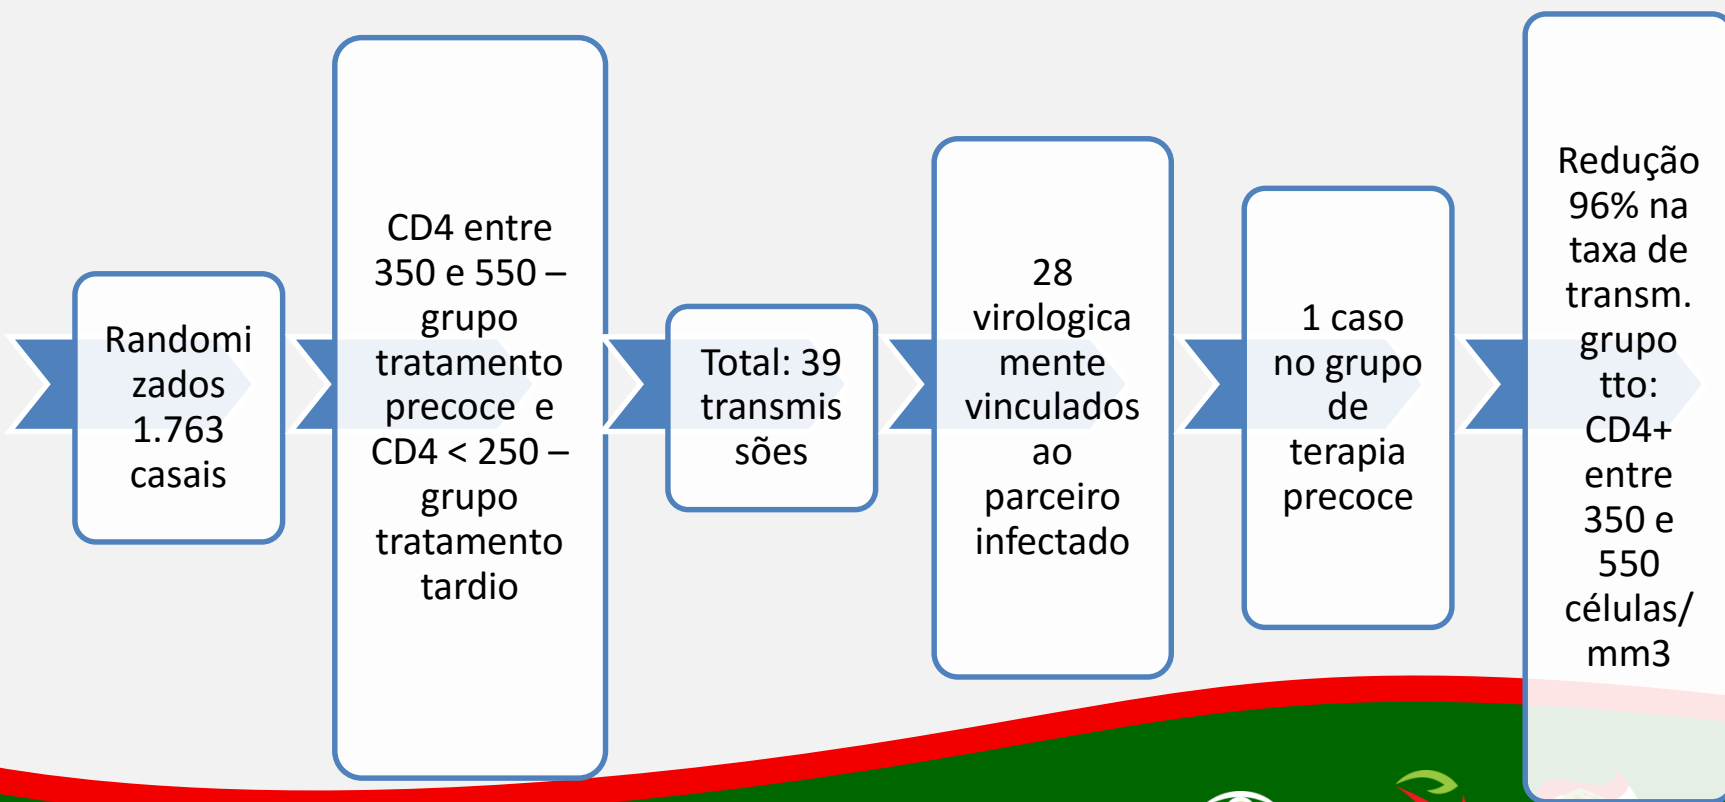 Randomi
zados
1.763
casais
CD4 entre
350 e 550 –
grupo
tratamento
precoce e
CD4 < 250 –
grupo
tratamento
tardio
Total: 39
transmis
sões
28
virologica
mente
vinculados
ao
parceiro
infectado
1 caso
no grupo
de
terapia
precoce
Redução
96% na
taxa de
transm.
grupo
tto:
CD4+
entre
350 e
550
células/
mm3